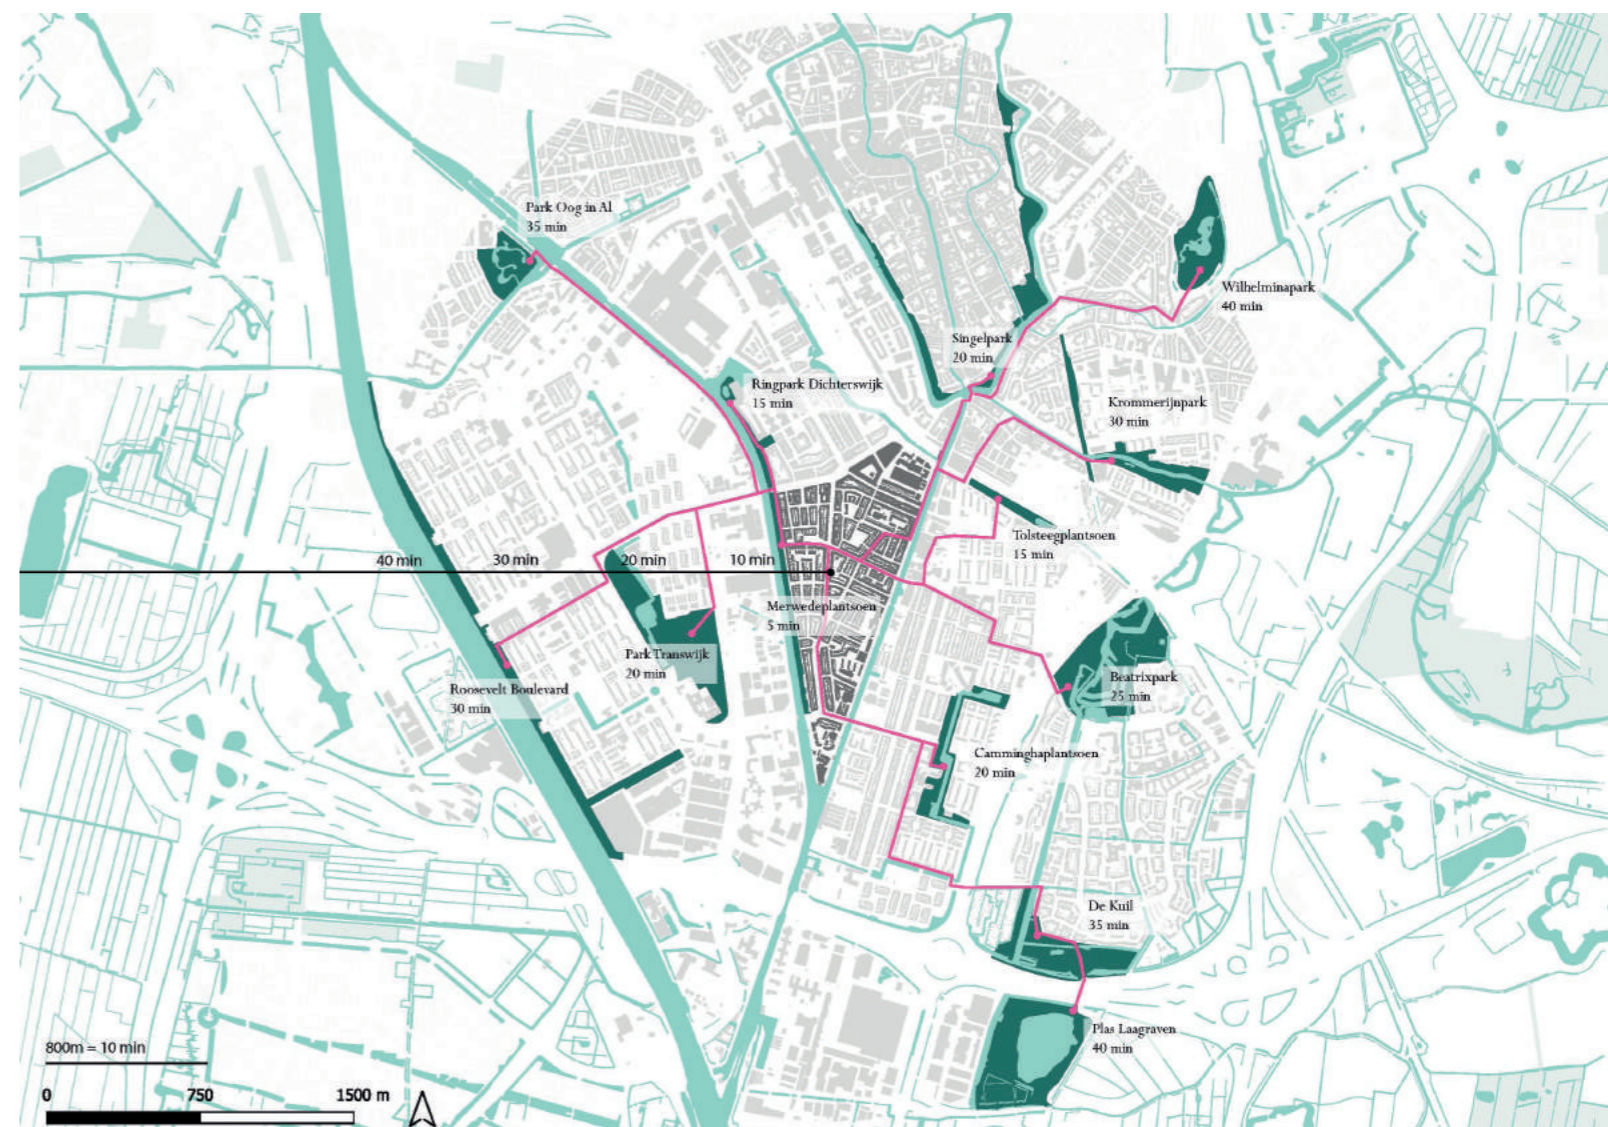 Park Oog in Al
35 min
Wilhelminapark
40 min
Singelpark
20 min
Ringpark Dichterswijk
15 min
Krommerijnpark
30 min
Tolsteegplantsoen
15 min
40 min
30 min
20 min
10 min
Merwedeplantsoen
5 min
Park Transwijk
20 min
Roosevelt Boulevard
30 min
Beatrixpark
25 min
Camminghaplantsoen
20 min
De Kuil
35 min
Plas Laagraven
40 min
800m = 10 min
0 750 1500 m